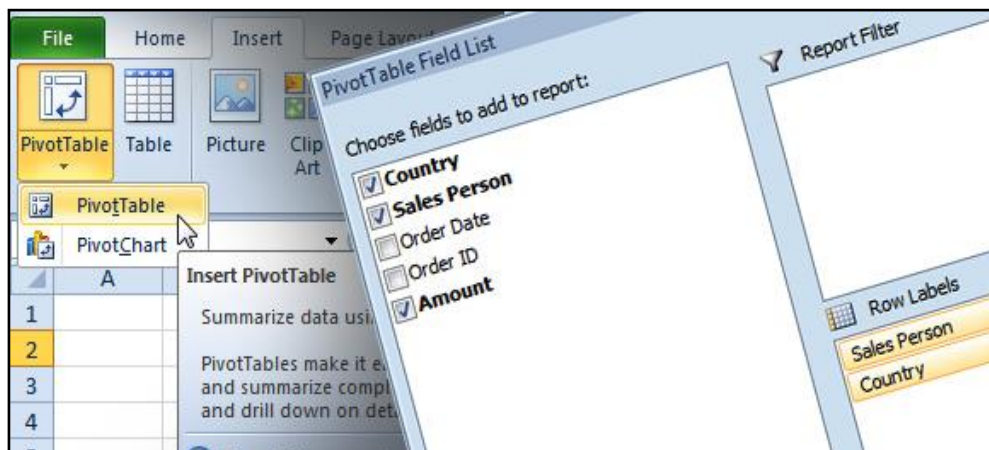 File Home Insert Page Layou
PivotTable Table Picture Clip
Art
PivotTable
PivotChart
A
Insert PivotTable
1
Summarize data usi
2
PivotTables make it e
3
and summarize compl
4
and drill down on det
PivotTable Field List
Choose fields to add to report:
Country
Sales Person
Order Date
Order ID
Amount
Report Filter
Row Labels
Sales Person
Country